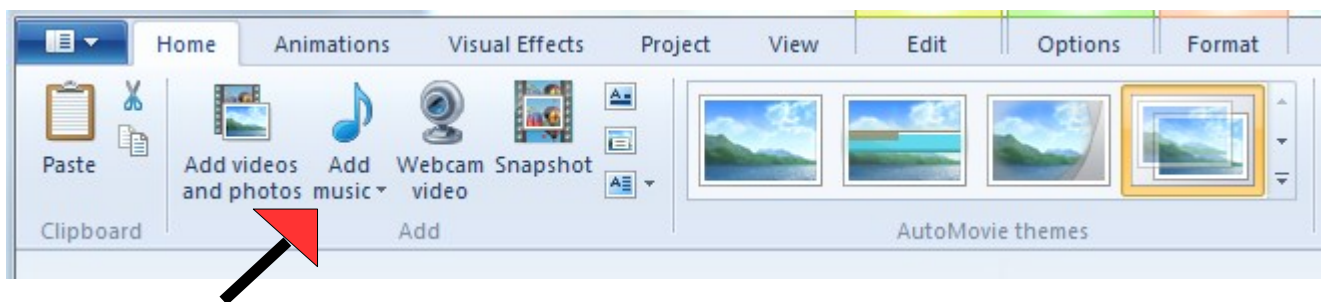 Home Animations Visual Effects Project View Edit Options Format
Paste
Add videos
and photos
Add
music
Webcam
video
Snapshot
Clipboard
Add
AutoMovie themes